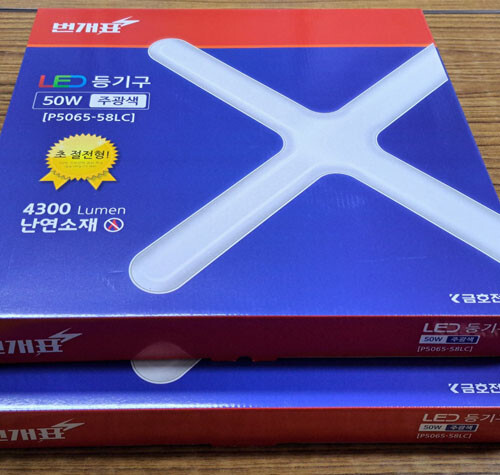 번개표
LED 등기구
50W 주광색
[P5065-58LC]
초 절전형!
4300 Lumen
난연소재
금호전
번개표
LED 등기구
50W 주광색
[P5065-58LC]
금호전
번개표
LED 등기구
50W 주광색
[P5065-58LC]